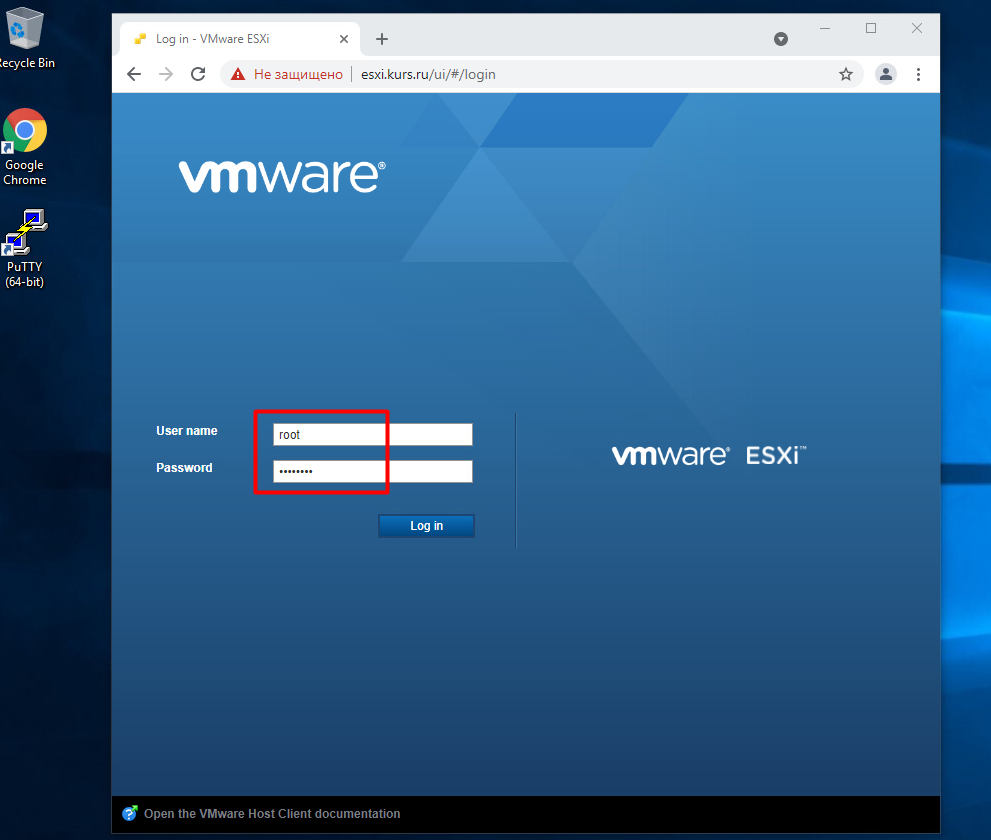 Recycle Bin
Google
Chrome
PuTTY
(64-bit)
Log in - VMware ESXi
Не защищено
esxi.kurs.ru/ui/#/login
vmware®
User name
root
Password
••••••••
Log in
vmware® ESXi™
Open the VMware Host Client documentation